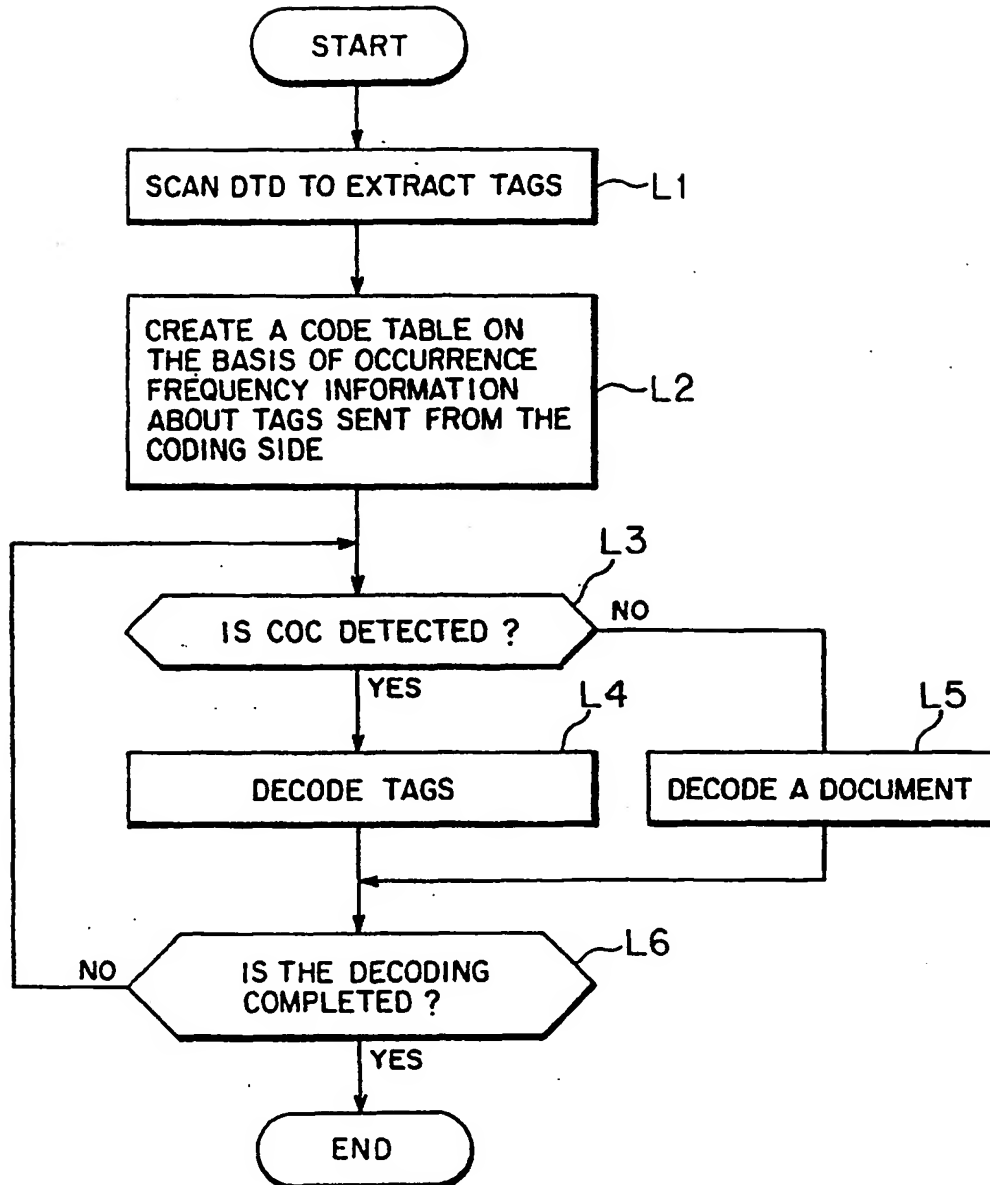 START
SCAN DTD TO EXTRACT TAGS
L1
CREATE A CODE TABLE ON
THE BASIS OF OCCURRENCE
FREQUENCY INFORMATION
ABOUT TAGS SENT FROM THE
CODING SIDE
L2
L3
IS COC DETECTED ?
NO
YES
L4
L5
DECODE TAGS
DECODE A DOCUMENT
L6
NO
IS THE DECODING
COMPLETED ?
YES
END